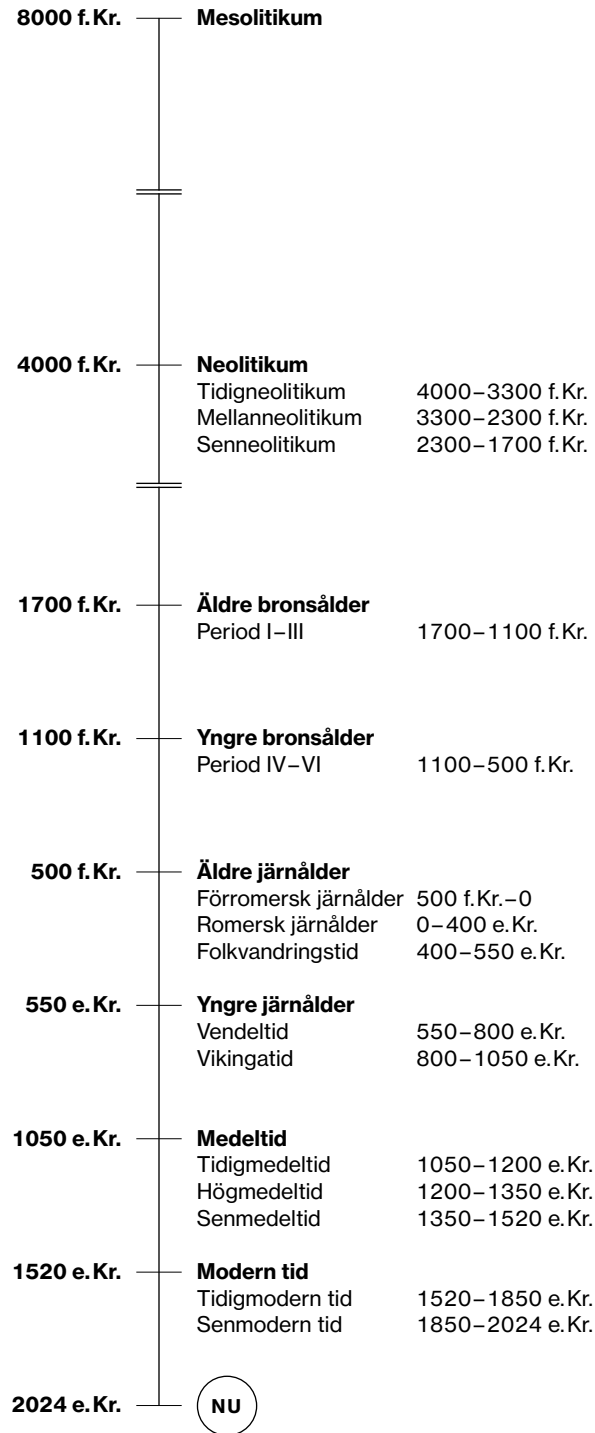 8000 f.Kr. Mesolitikum
4000 f.Kr. Neolitikum
Tidigneolitikum 4000–3300 f.Kr.
Mellanneolitikum 3300–2300 f.Kr.
Senneolitikum 2300–1700 f.Kr.
1700 f.Kr. Äldre bronsålder
Period I–III 1700–1100 f.Kr.
1100 f.Kr. Yngre bronsålder
Period IV–VI 1100–500 f.Kr.
500 f.Kr. Äldre järnålder
Förromersk järnålder 500 f.Kr.–0
Romersk järnålder 0–400 e.Kr.
Folkvandringstid 400–550 e.Kr.
550 e.Kr. Yngre järnålder
Vendeltid 550–800 e.Kr.
Vikingatid 800–1050 e.Kr.
1050 e.Kr. Medeltid
Tidigmedeltid 1050–1200 e.Kr.
Högmedeltid 1200–1350 e.Kr.
Senmedeltid 1350–1520 e.Kr.
1520 e.Kr. Modern tid
Tidigmodern tid 1520–1850 e.Kr.
Senmodern tid 1850–2024 e.Kr.
2024 e.Kr. NU